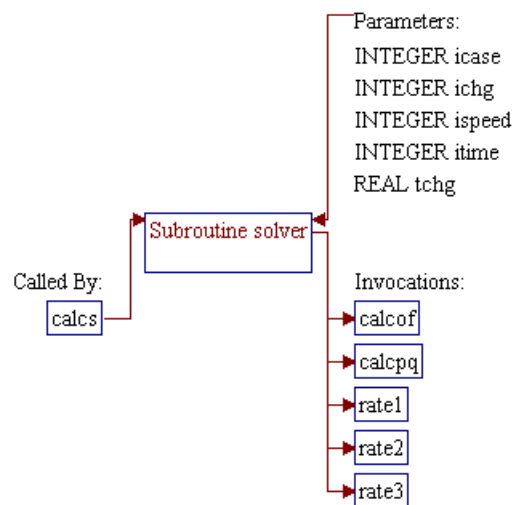 Parameters:
INTEGER icase
INTEGER ichg
INTEGER ispeed
INTEGER itime
REAL tchg
Subroutine solver
Called By:
calcs
Invocations:
calcof
calcpq
rate1
rate2
rate3